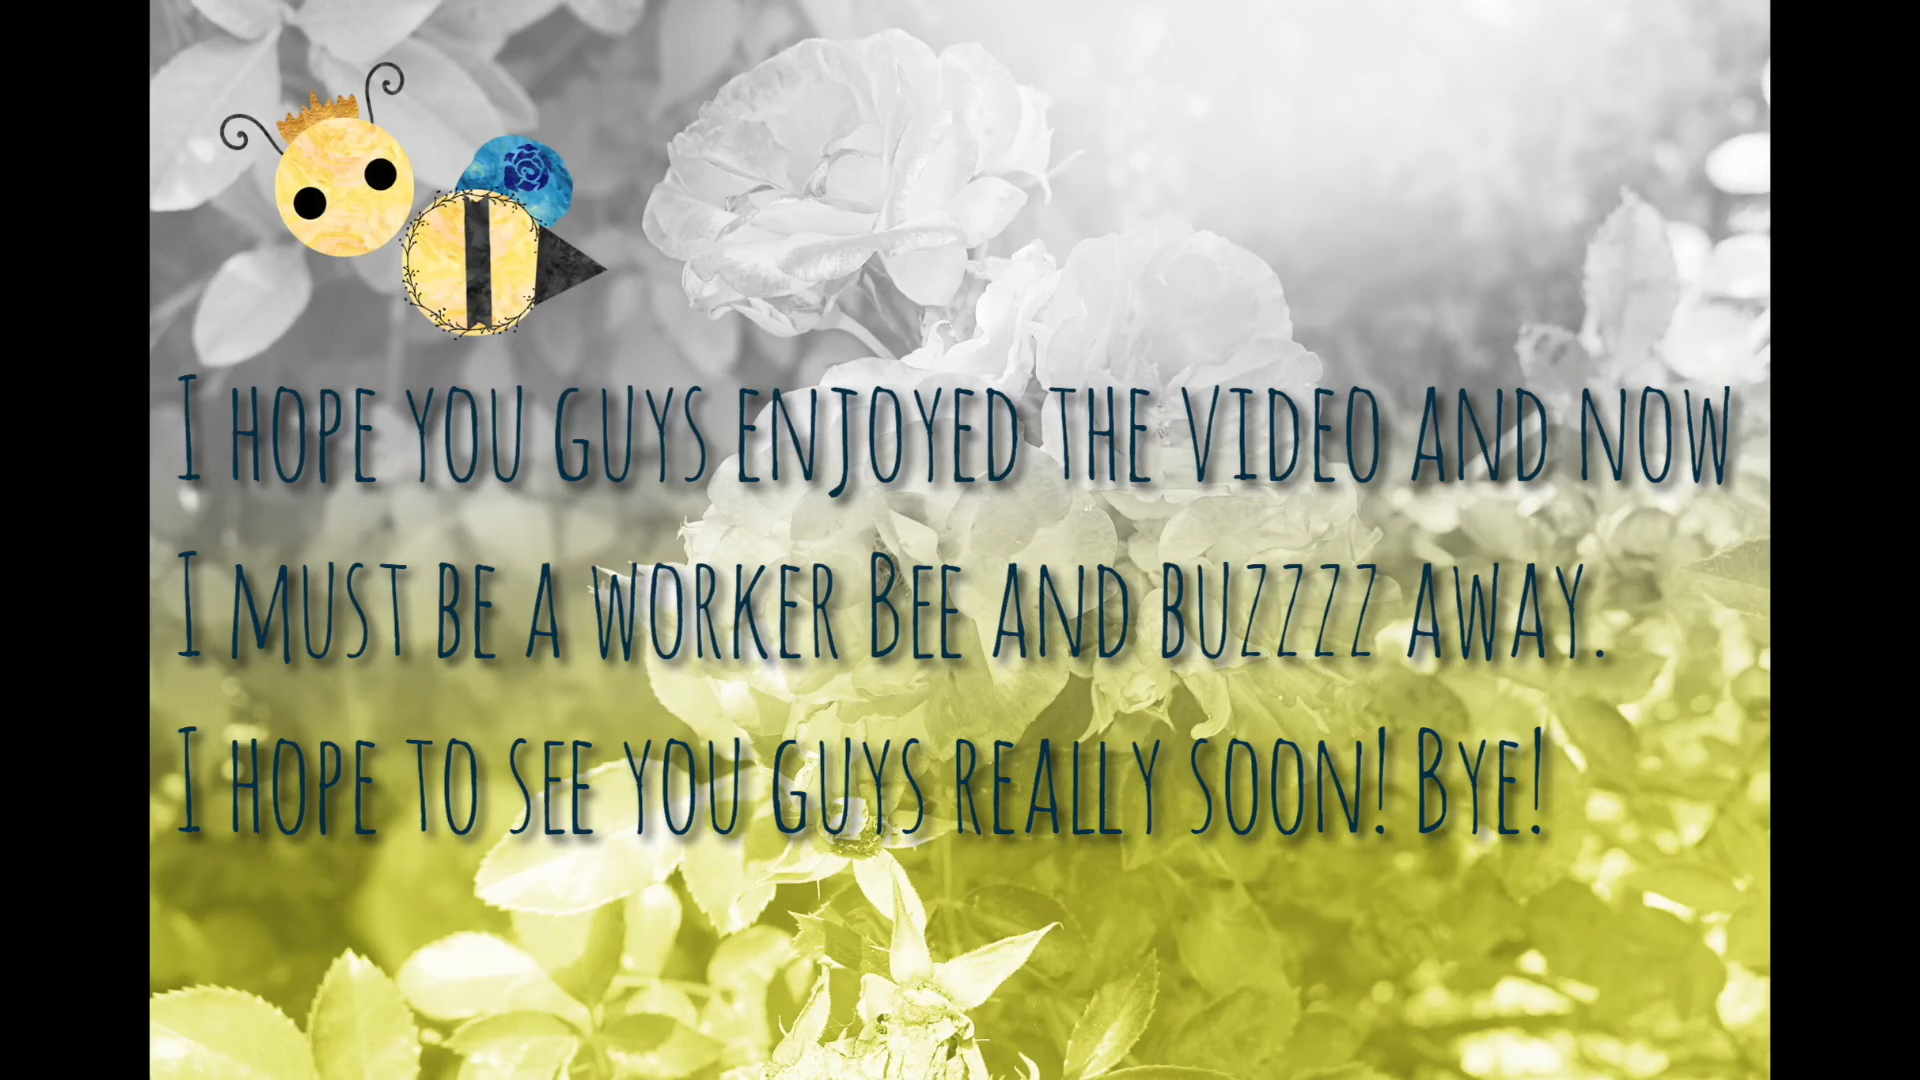 I hope you guys enjoyed the video and now
I must be a worker Bee and buzzzz away.
I hope to see you guys really soon! Bye!